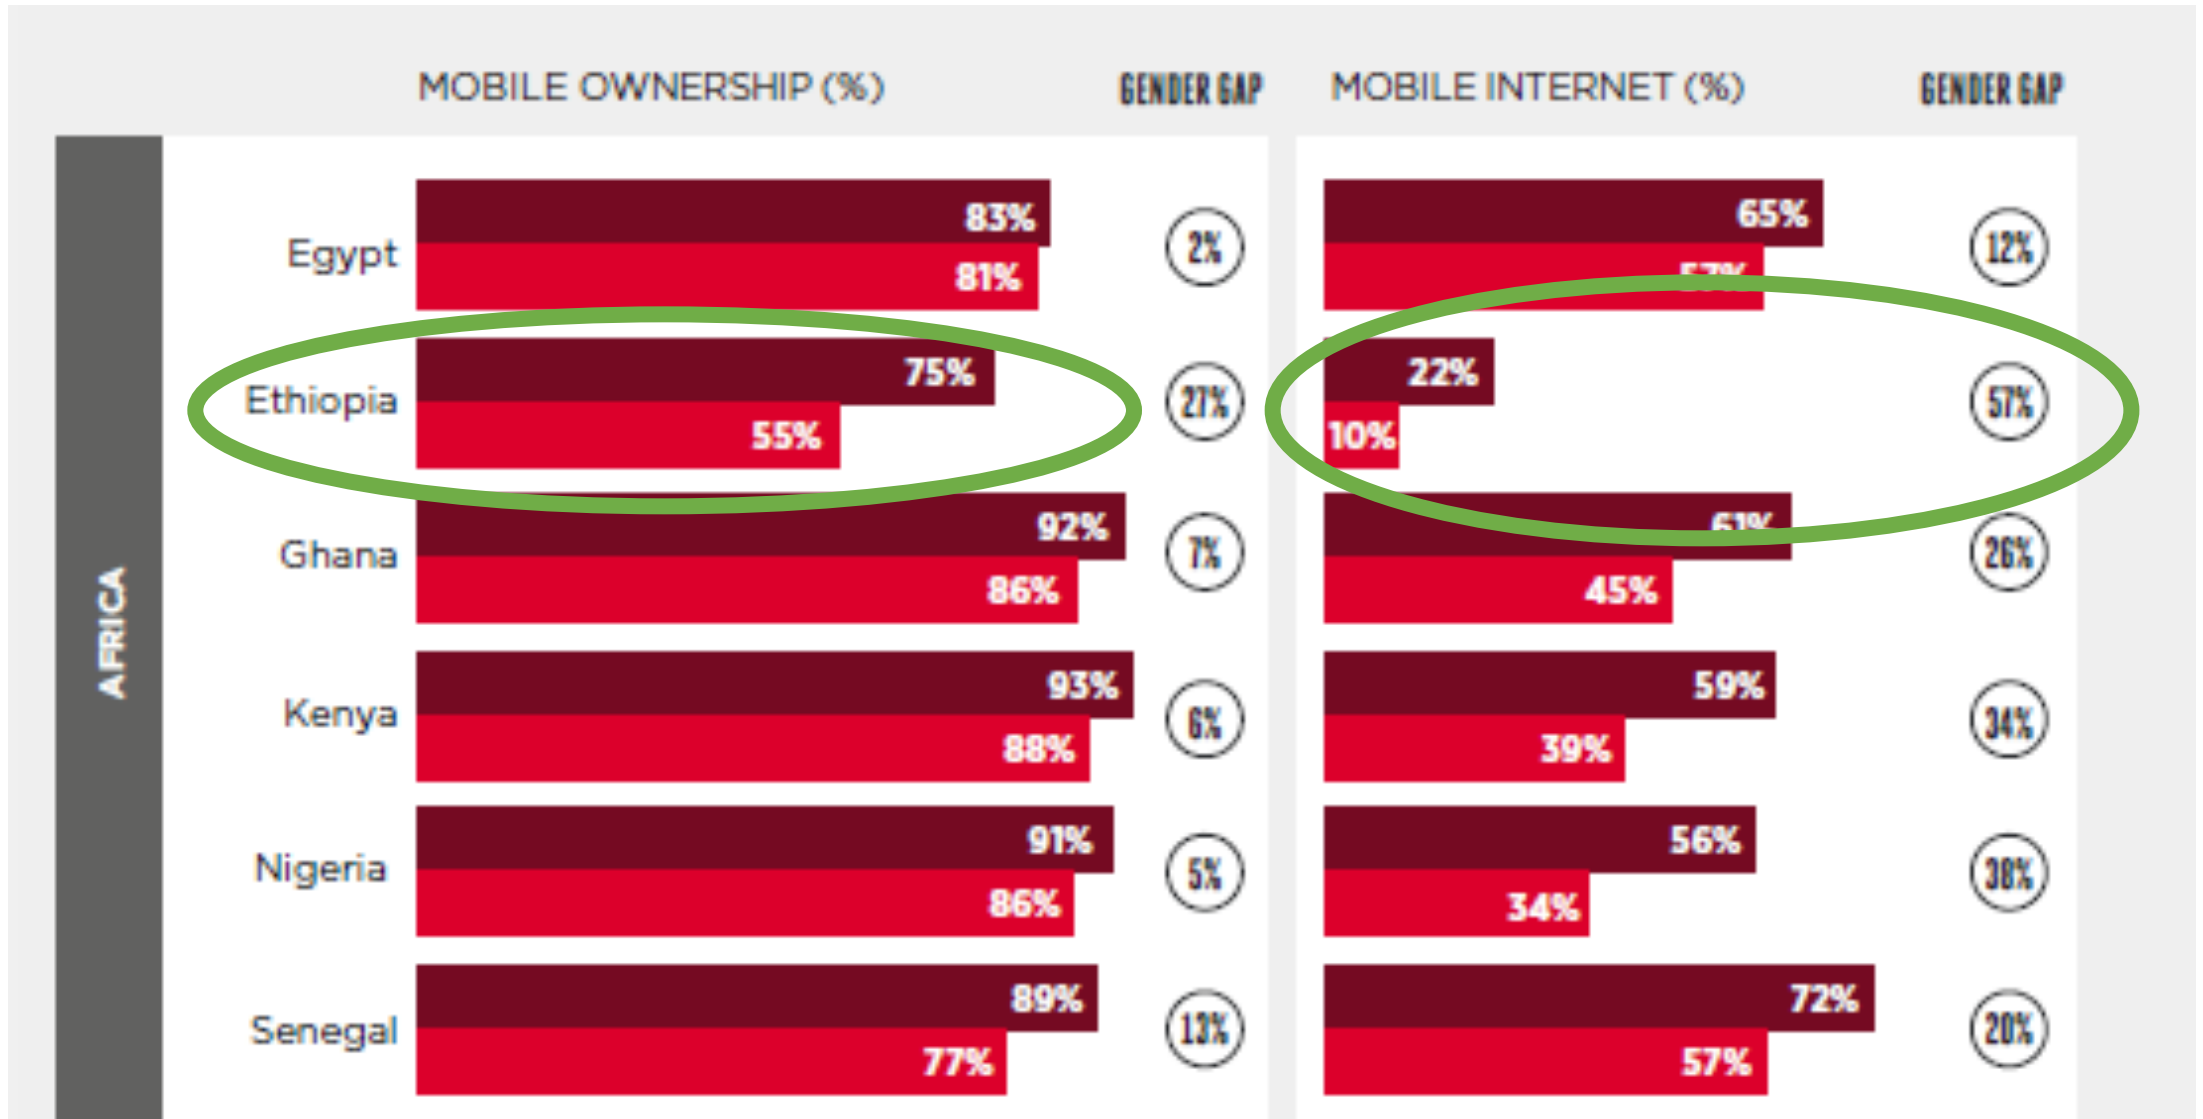 MOBILE OWNERSHIP (%) GENDER GAP MOBILE INTERNET (%) GENDER GAP
AFRICA
83% 65%
Egypt 2% 12%
81% 57%
75% 22%
Ethiopia 27% 57%
55% 10%
92% 61%
Ghana 7% 26%
86% 45%
93% 59%
Kenya 6% 34%
88% 39%
91% 56%
Nigeria 5% 38%
86% 34%
89% 72%
Senegal 13% 20%
77% 57%